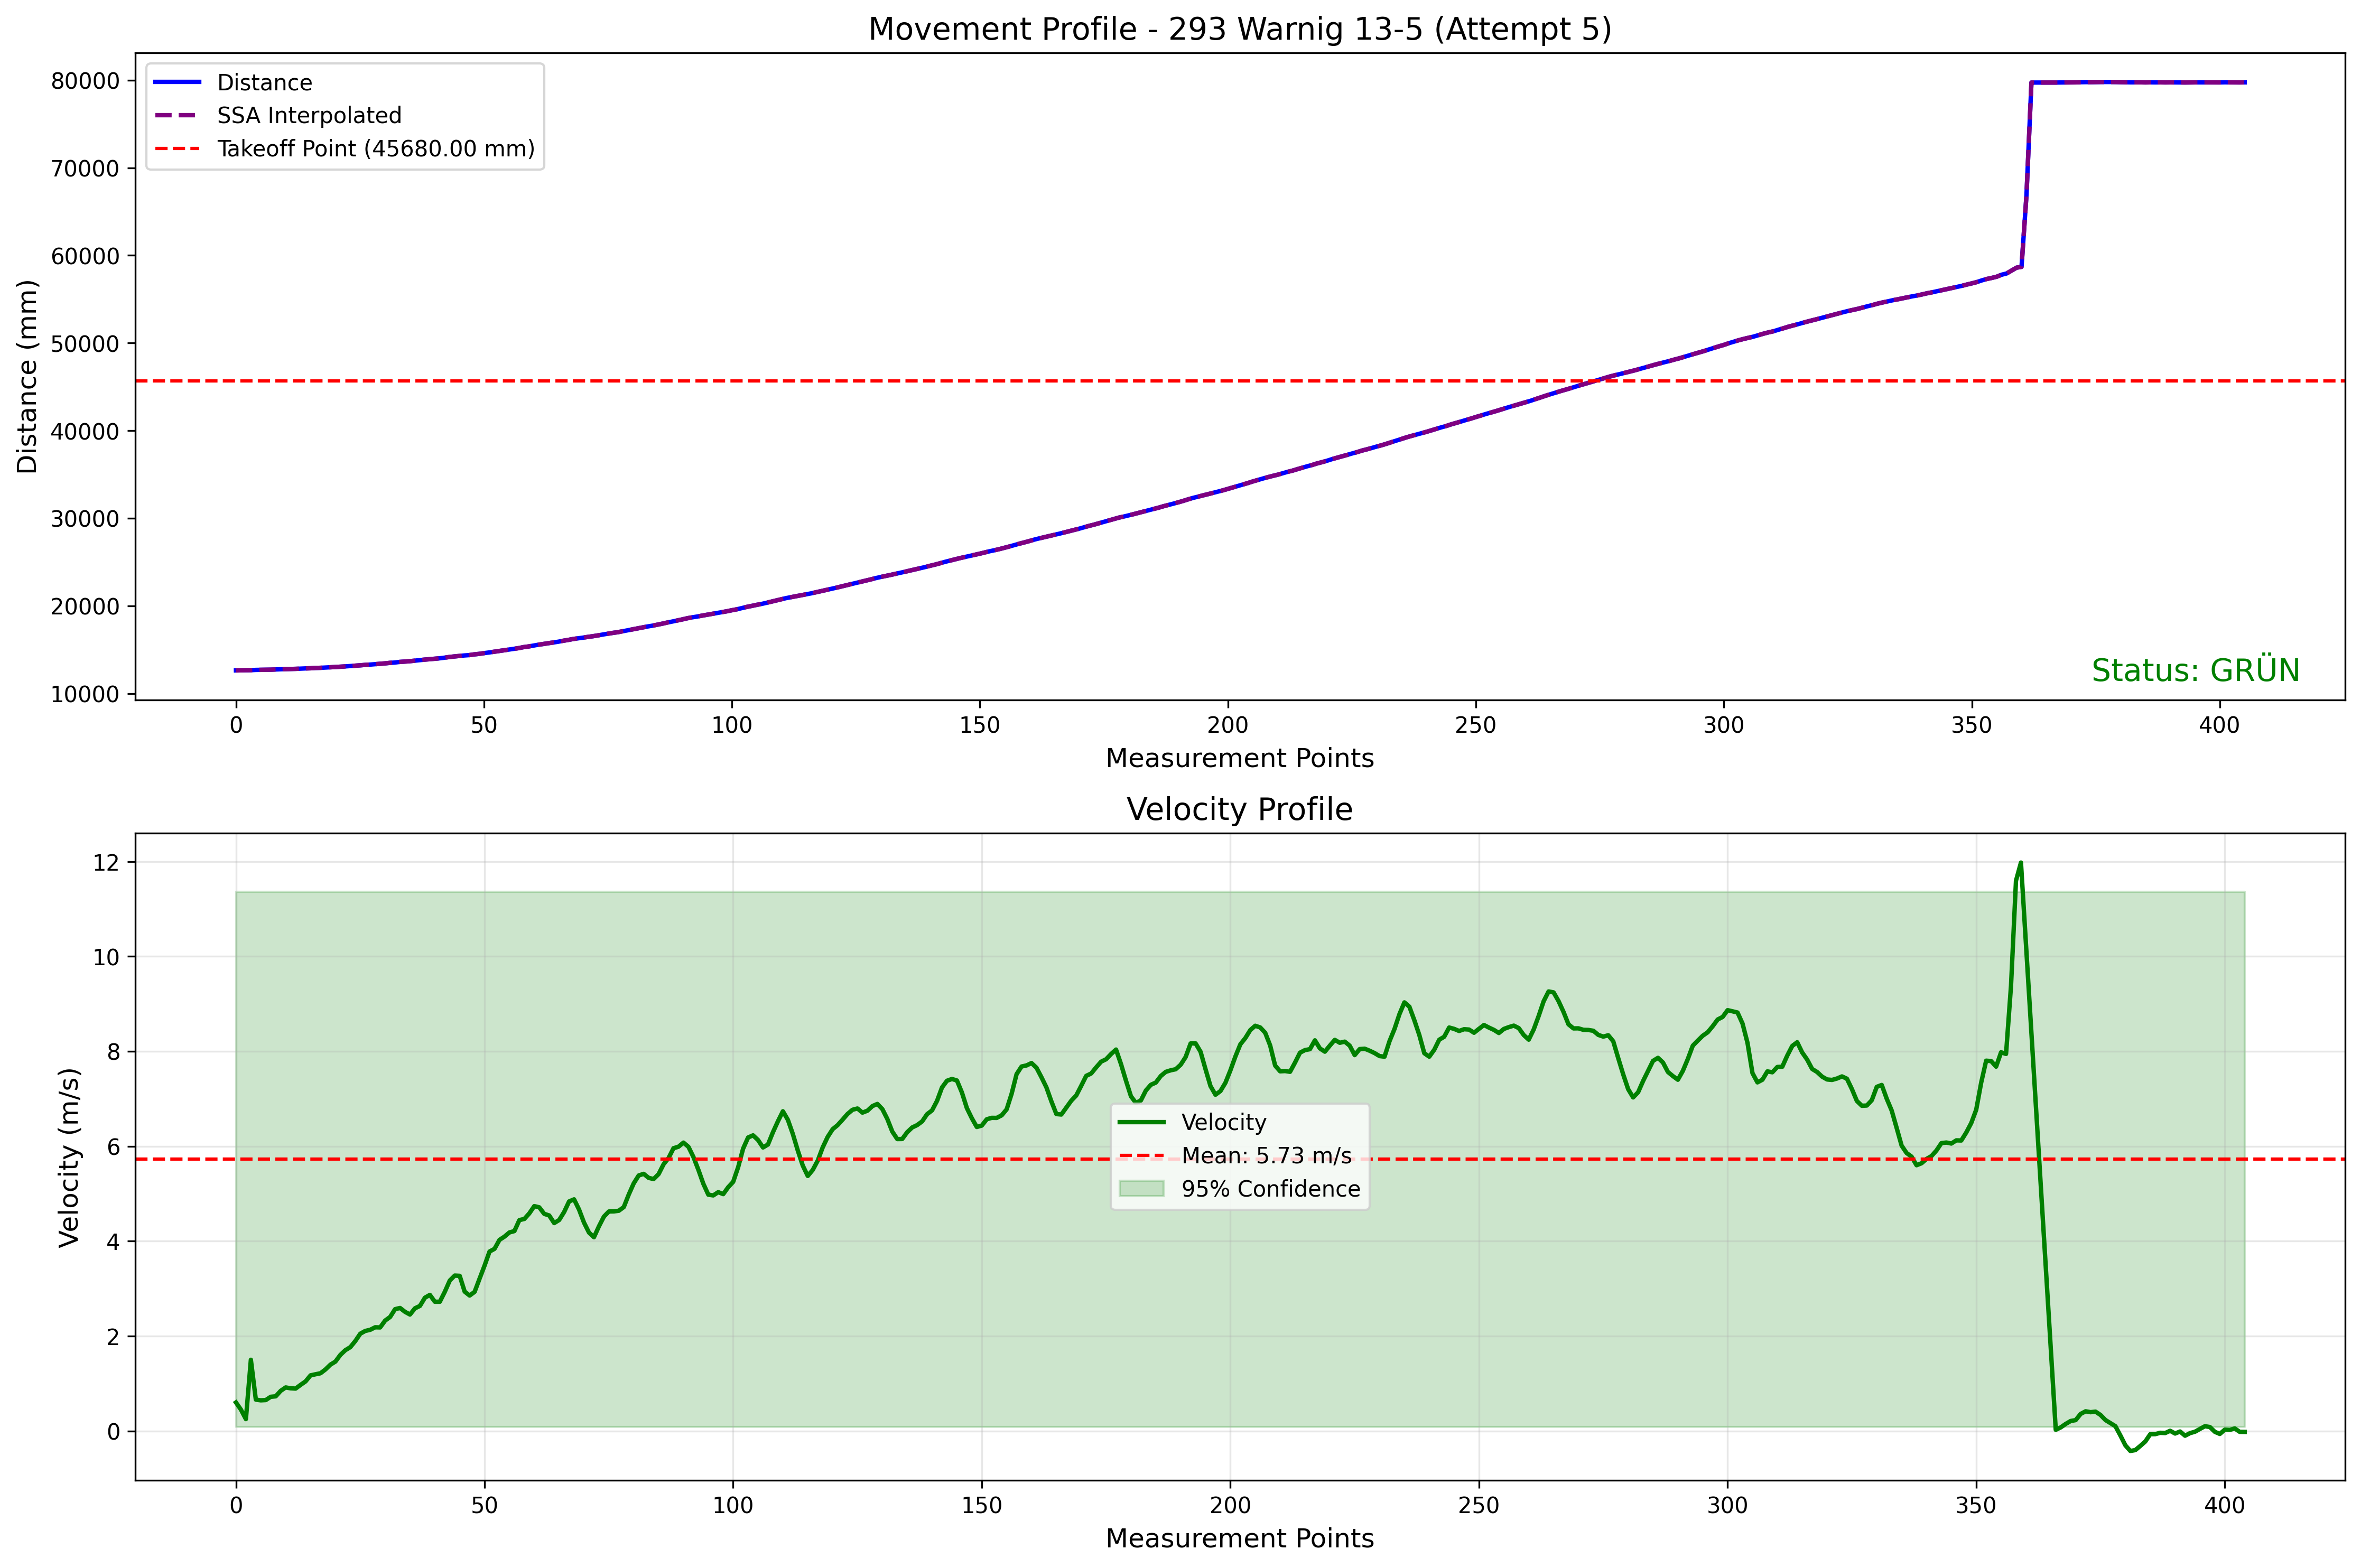 Movement Profile - 293 Warnig 13-5 (Attempt 5)
Distance
SSA Interpolated
Takeoff Point (45680.00 mm)
Distance (mm)
80000
70000
60000
50000
40000
30000
20000
10000
Status: GRÜN
0 50 100 150 200 250 300 350 400
Measurement Points
Velocity Profile
Velocity (m/s)
12
10
8
6
4
2
0
Velocity
Mean: 5.73 m/s
95% Confidence
0 50 100 150 200 250 300 350 400
Measurement Points